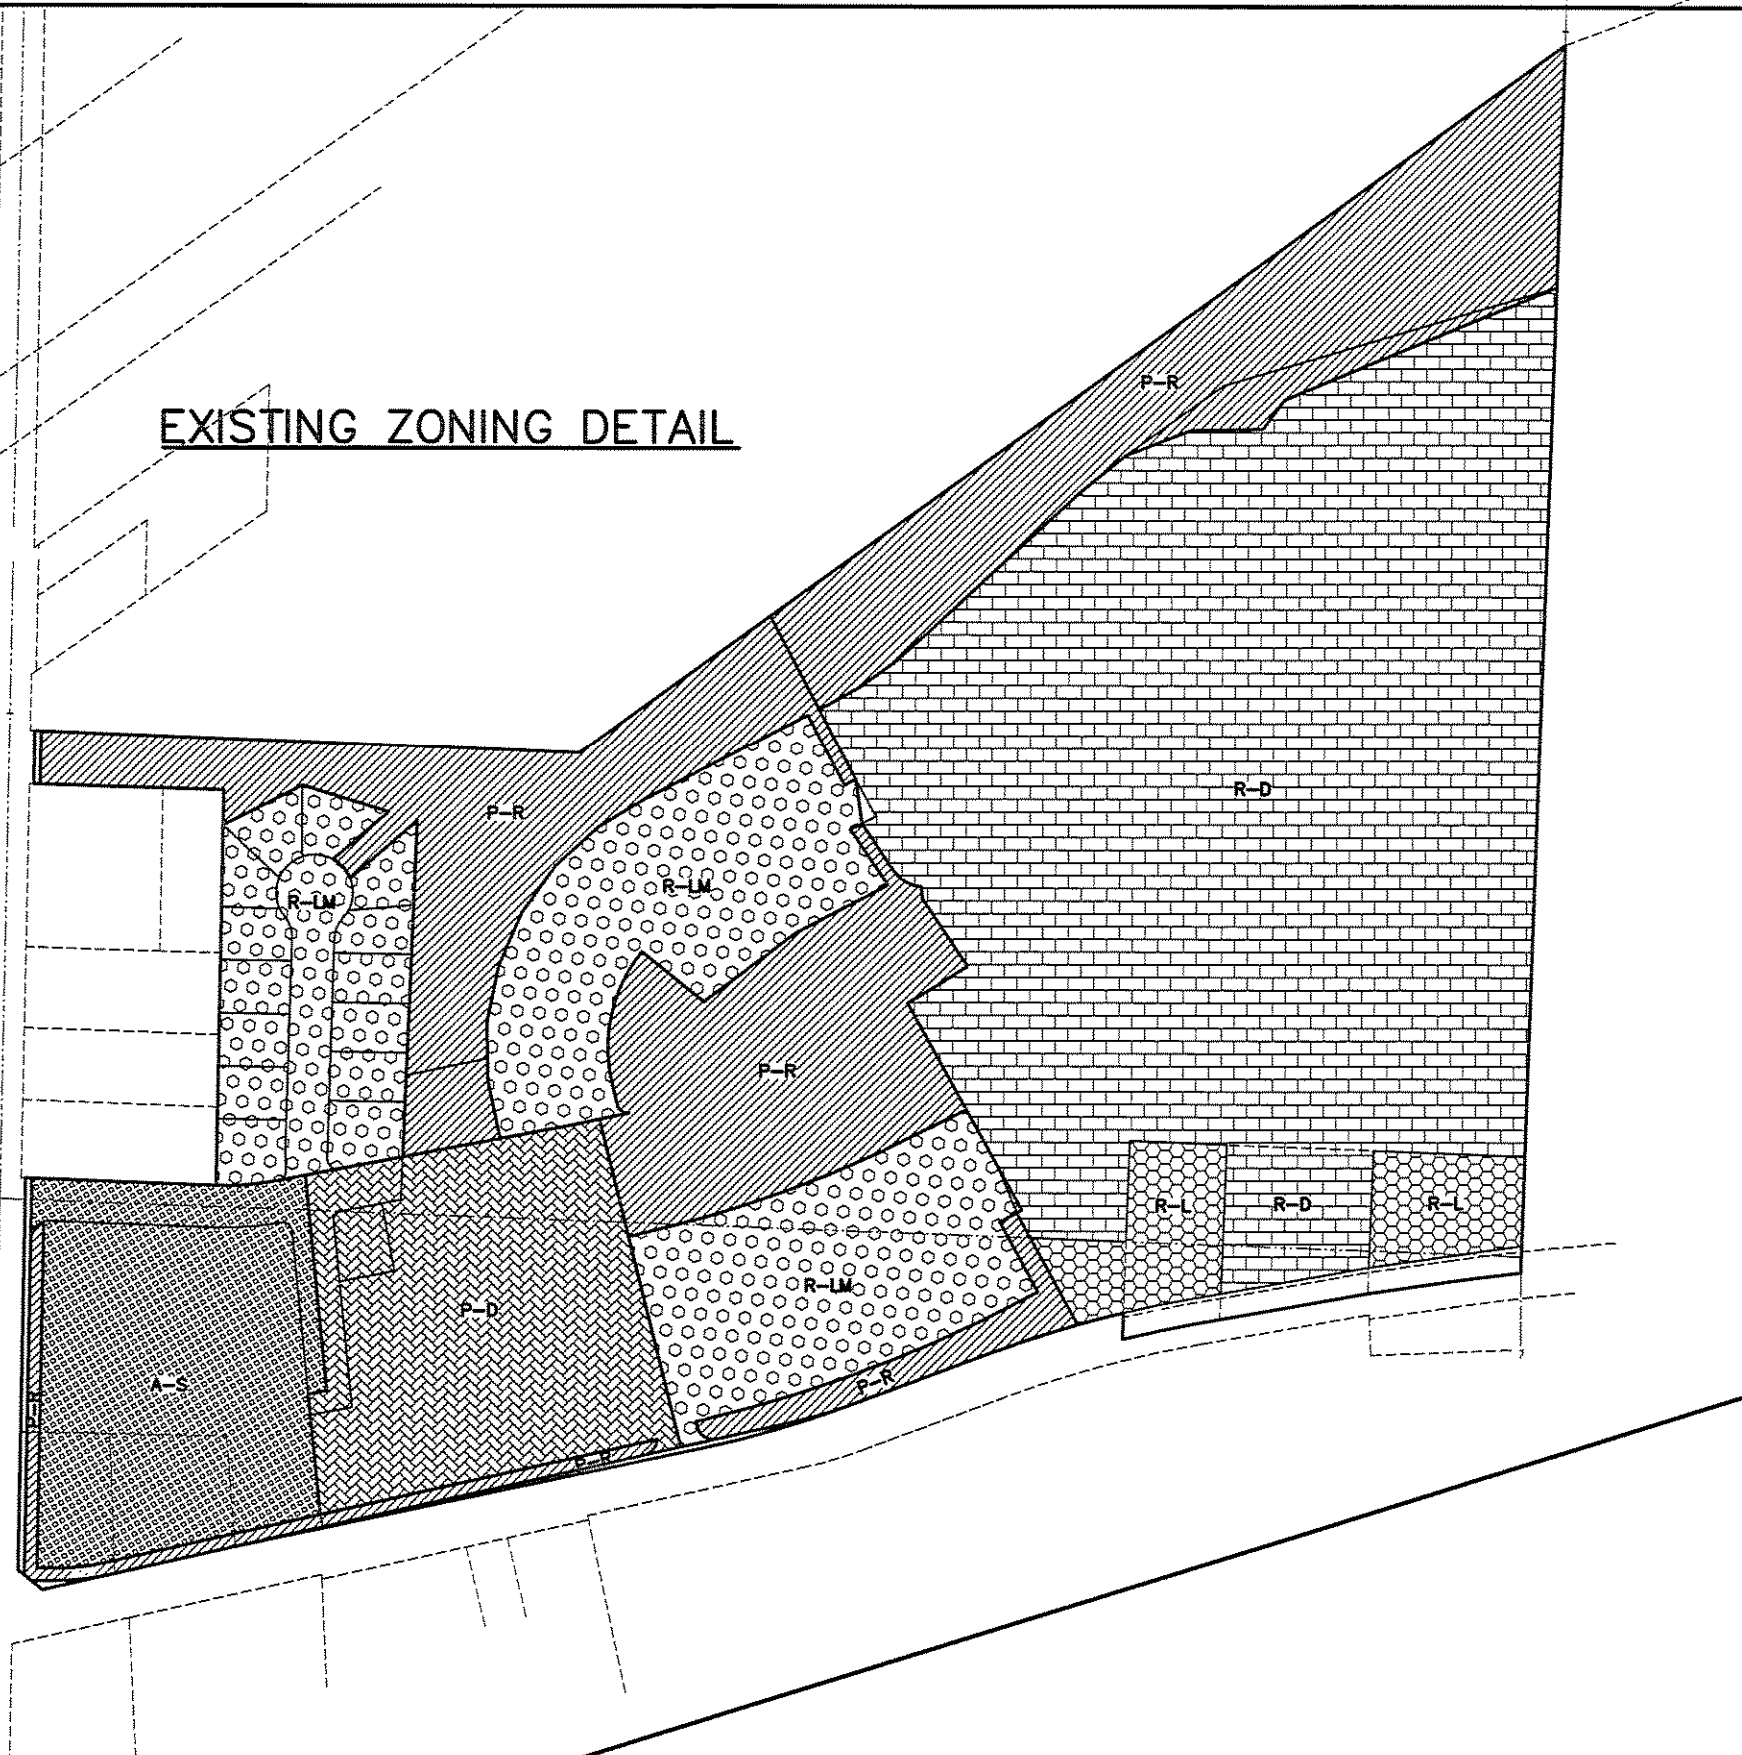 P-R
EXISTING ZONING DETAIL
R-D
P-R
R-LM
R-LM
P-R
R-L
R-D
R-L
R-LM
P-D
A-S
P-R
P-R
P-R